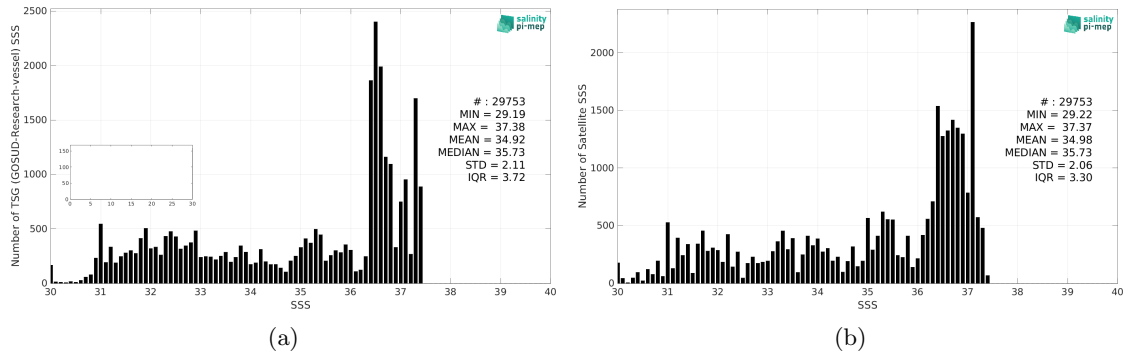 2500
2000
1500
1000
500
0
Number of TSG (GOSUD-Research-vessel) SSS
150
100
50
0
0 5 10 15 20 25 30
salinity
pi-mep
# : 29753
MIN = 29.19
MAX = 37.38
MEAN = 34.92
MEDIAN = 35.73
STD = 2.11
IQR = 3.72
30 31 32 33 34 35 36 37 38 39 40
SSS
(a)
2000
1500
1000
500
0
Number of Satellite SSS
salinity
pi-mep
# : 29753
MIN = 29.22
MAX = 37.37
MEAN = 34.98
MEDIAN = 35.73
STD = 2.06
IQR = 3.30
30 31 32 33 34 35 36 37 38 39 40
SSS
(b)